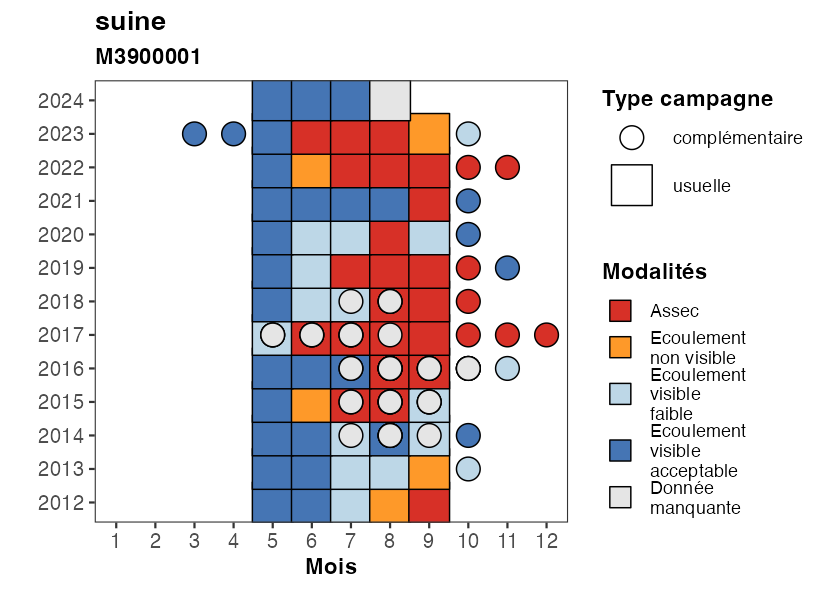 suine
M3900001
2024
2023
2022
2021
2020
2019
2018
2017
2016
2015
2014
2013
2012
1 2 3 4 5 6 7 8 9 10 11 12
Mois
Type campagne
complémentaire
usuelle
Modalités
Assec
Ecoulement
non visible
Ecoulement
visible
faible
Ecoulement
visible
acceptable
Donnée
manquante